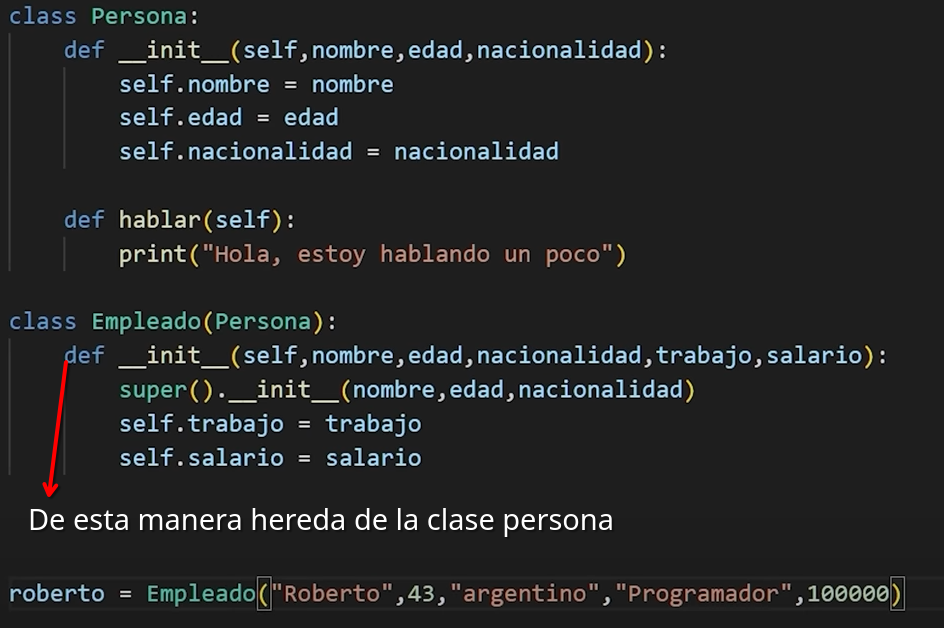 class Persona:
    def __init__(self,nombre,edad,nacionalidad):
        self.nombre = nombre
        self.edad = edad
        self.nacionalidad = nacionalidad
    def hablar(self):
        print("Hola, estoy hablando un poco")
class Empleado(Persona):
    def __init__(self,nombre,edad,nacionalidad,trabajo,salario):
        super().__init__(nombre,edad,nacionalidad)
        self.trabajo = trabajo
        self.salario = salario
De esta manera hereda de la clase persona
roberto = Empleado("Roberto",43,"argentino","Programador",100000)